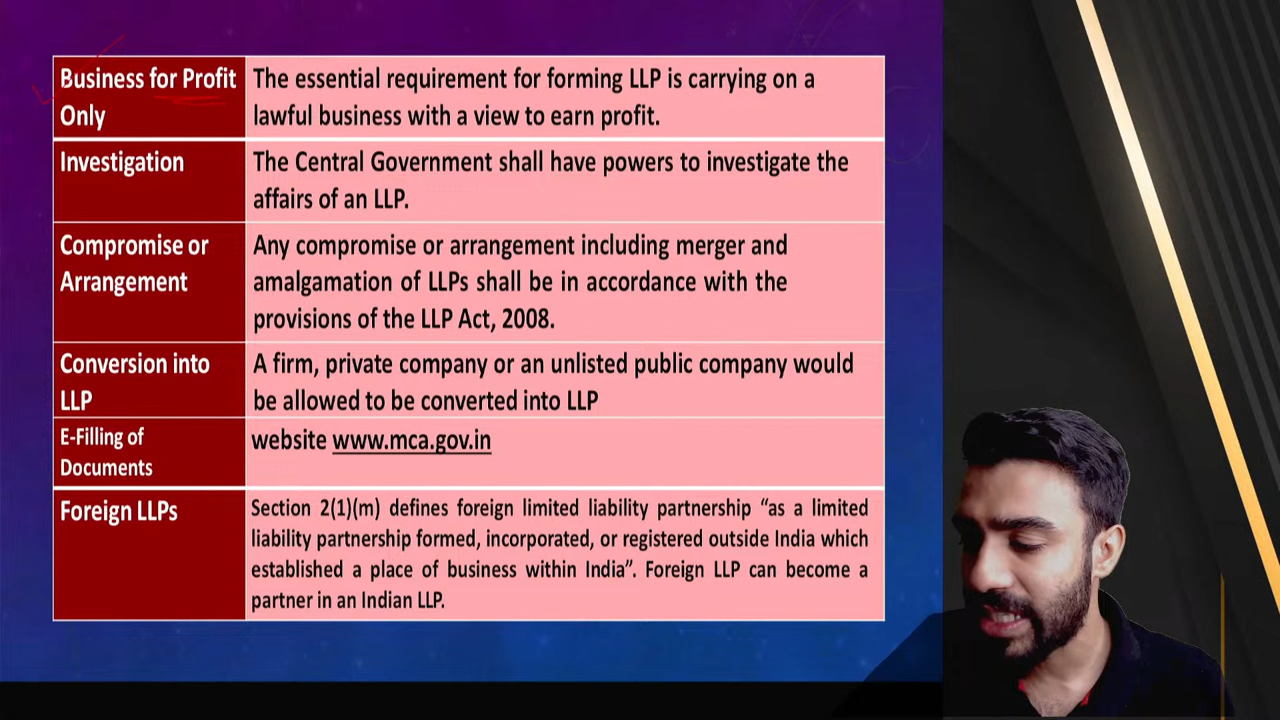 Business for Profit
Only
The essential requirement for forming LLP is carrying on a
lawful business with a view to earn profit.
Investigation
The Central Government shall have powers to investigate the
affairs of an LLP.
Compromise or
Arrangement
Any compromise or arrangement including merger and
amalgamation of LLPs shall be in accordance with the
provisions of the LLP Act, 2008.
Conversion into
LLP
A firm, private company or an unlisted public company would
be allowed to be converted into LLP
E-Filling of
Documents
website www.mca.gov.in
Foreign LLPs
Section 2(1)(m) defines foreign limited liability partnership “as a limited
liability partnership formed, incorporated, or registered outside India which
established a place of business within India”. Foreign LLP can become a
partner in an Indian LLP.